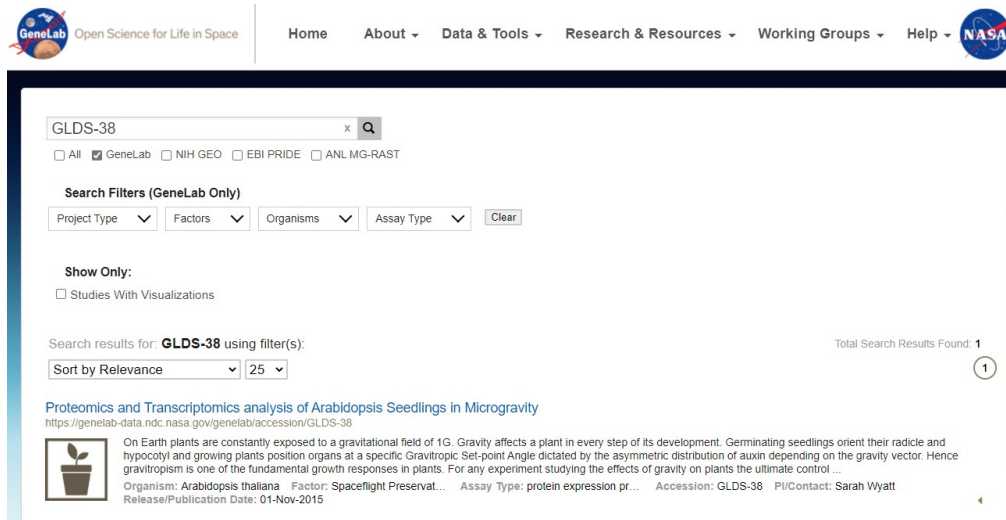 GeneLab Open Science for Life in Space Home About Data & Tools Research & Resources Working Groups Help NASA
GLDS-38 x
All GeneLab NIH GEO EBI PRIDE ANL MG-RAST
Search Filters (GeneLab Only)
Project Type Factors Organisms Assay Type Clear
Show Only:
Studies With Visualizations
Search results for: GLDS-38 using filter(s): Total Search Results Found: 1
Sort by Relevance 25 1
Proteomics and Transcriptomics analysis of Arabidopsis Seedlings in Microgravity
https://genelab-data.ndc.nasa.gov/genelab/accession/GLDS-38
On Earth plants are constantly exposed to a gravitational field of 1G. Gravity affects a plant in every step of its development. Germinating seedlings orient their radicle and
hypocotyl and growing plants position organs at a specific Gravitropic Set-point Angle dictated by the asymmetric distribution of auxin depending on the gravity vector. Hence
gravitropism is one of the fundamental growth responses in plants. For any experiment studying the effects of gravity on plants the ultimate control ...
Organism: Arabidopsis thaliana Factor: Spaceflight Preservat... Assay Type: protein expression pr... Accession: GLDS-38 PI/Contact: Sarah Wyatt
Release/Publication Date: 01-Nov-2015